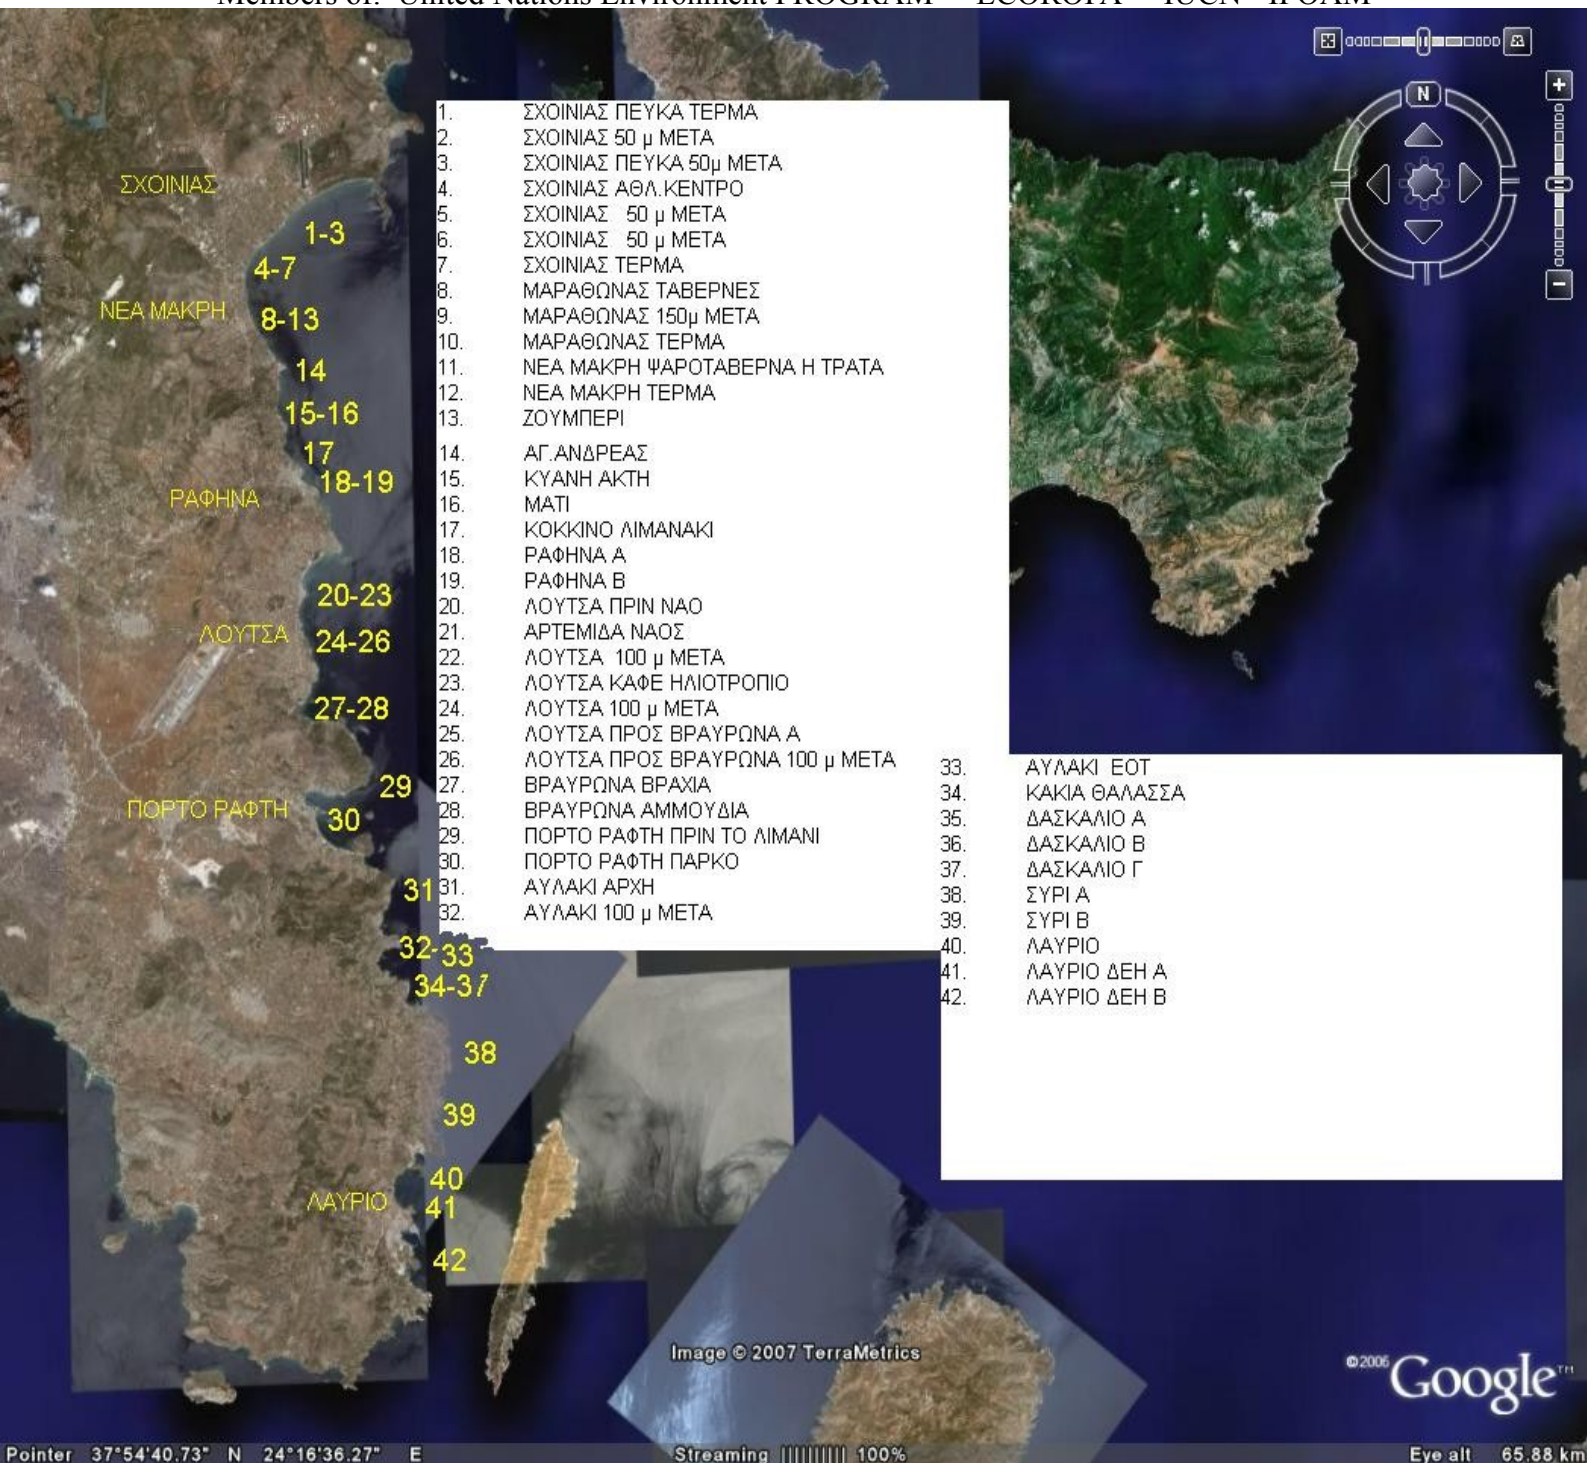 Members of: United Nations Environment PROGRAM ECOROPA IUCN IFOAM
1. ΣΧΟΙΝΙΑΣ ΠΕΥΚΑ ΤΕΡΜΑ
2. ΣΧΟΙΝΙΑΣ 50 μ ΜΕΤΑ
3. ΣΧΟΙΝΙΑΣ ΠΕΥΚΑ 50μ ΜΕΤΑ
4. ΣΧΟΙΝΙΑΣ ΑΘΛ.ΚΕΝΤΡΟ
5. ΣΧΟΙΝΙΑΣ 50 μ ΜΕΤΑ
6. ΣΧΟΙΝΙΑΣ 50 μ ΜΕΤΑ
7. ΣΧΟΙΝΙΑΣ ΤΕΡΜΑ
8. ΜΑΡΑΘΩΝΑΣ ΤΑΒΕΡΝΕΣ
9. ΜΑΡΑΘΩΝΑΣ 150μ ΜΕΤΑ
10. ΜΑΡΑΘΩΝΑΣ ΤΕΡΜΑ
11. ΝΕΑ ΜΑΚΡΗ ΨΑΡΟΤΑΒΕΡΝΑ Η ΤΡΑΤΑ
12. ΝΕΑ ΜΑΚΡΗ ΤΕΡΜΑ
13. ΖΟΥΜΠΕΡΙ
14. ΑΓ.ΑΝΔΡΕΑΣ
15. ΚΥΑΝΗ ΑΚΤΗ
16. ΜΑΤΙ
17. ΚΟΚΚΙΝΟ ΛΙΜΑΝΑΚΙ
18. ΡΑΦΗΝΑ Α
19. ΡΑΦΗΝΑ Β
20. ΛΟΥΤΣΑ ΠΡΙΝ ΝΑΟ
21. ΑΡΤΕΜΙΔΑ ΝΑΟΣ
22. ΛΟΥΤΣΑ 100 μ ΜΕΤΑ
23. ΛΟΥΤΣΑ ΚΑΦΕ ΗΛΙΟΤΡΟΠΙΟ
24. ΛΟΥΤΣΑ 100 μ ΜΕΤΑ
25. ΛΟΥΤΣΑ ΠΡΟΣ ΒΡΑΥΡΩΝΑ Α
26. ΛΟΥΤΣΑ ΠΡΟΣ ΒΡΑΥΡΩΝΑ 100 μ ΜΕΤΑ
27. ΒΡΑΥΡΩΝΑ ΒΡΑΧΙΑ
28. ΒΡΑΥΡΩΝΑ ΑΜΜΟΥΔΙΑ
29. ΠΟΡΤΟ ΡΑΦΤΗ ΠΡΙΝ ΤΟ ΛΙΜΑΝΙ
30. ΠΟΡΤΟ ΡΑΦΤΗ ΠΑΡΚΟ
31. ΑΥΛΑΚΙ ΑΡΧΗ
32. ΑΥΛΑΚΙ 100 μ ΜΕΤΑ
33. ΑΥΛΑΚΙ ΕΟΤ
34. ΚΑΚΙΑ ΘΑΛΑΣΣΑ
35. ΔΑΣΚΑΛΙΟ Α
36. ΔΑΣΚΑΛΙΟ Β
37. ΔΑΣΚΑΛΙΟ Γ
38. ΣΥΡΙ Α
39. ΣΥΡΙ Β
40. ΛΑΥΡΙΟ
41. ΛΑΥΡΙΟ ΔΕΗ Α
42. ΛΑΥΡΙΟ ΔΕΗ Β
ΣΧΟΙΝΙΑΣ
1-3
4-7
ΝΕΑ ΜΑΚΡΗ
8-13
14
15-16
17
18-19
ΡΑΦΗΝΑ
20-23
ΛΟΥΤΣΑ
24-26
27-28
29
ΠΟΡΤΟ ΡΑΦΤΗ
30
31
32-33
34-37
38
39
40
ΛΑΥΡΙΟ
41
42
N
Image © 2007 TerraMetrics
©2006 Google™
Pointer 37°54'40.73" N 24°16'36.27" E
Streaming |||||||||| 100%
Eye alt 65.88 km